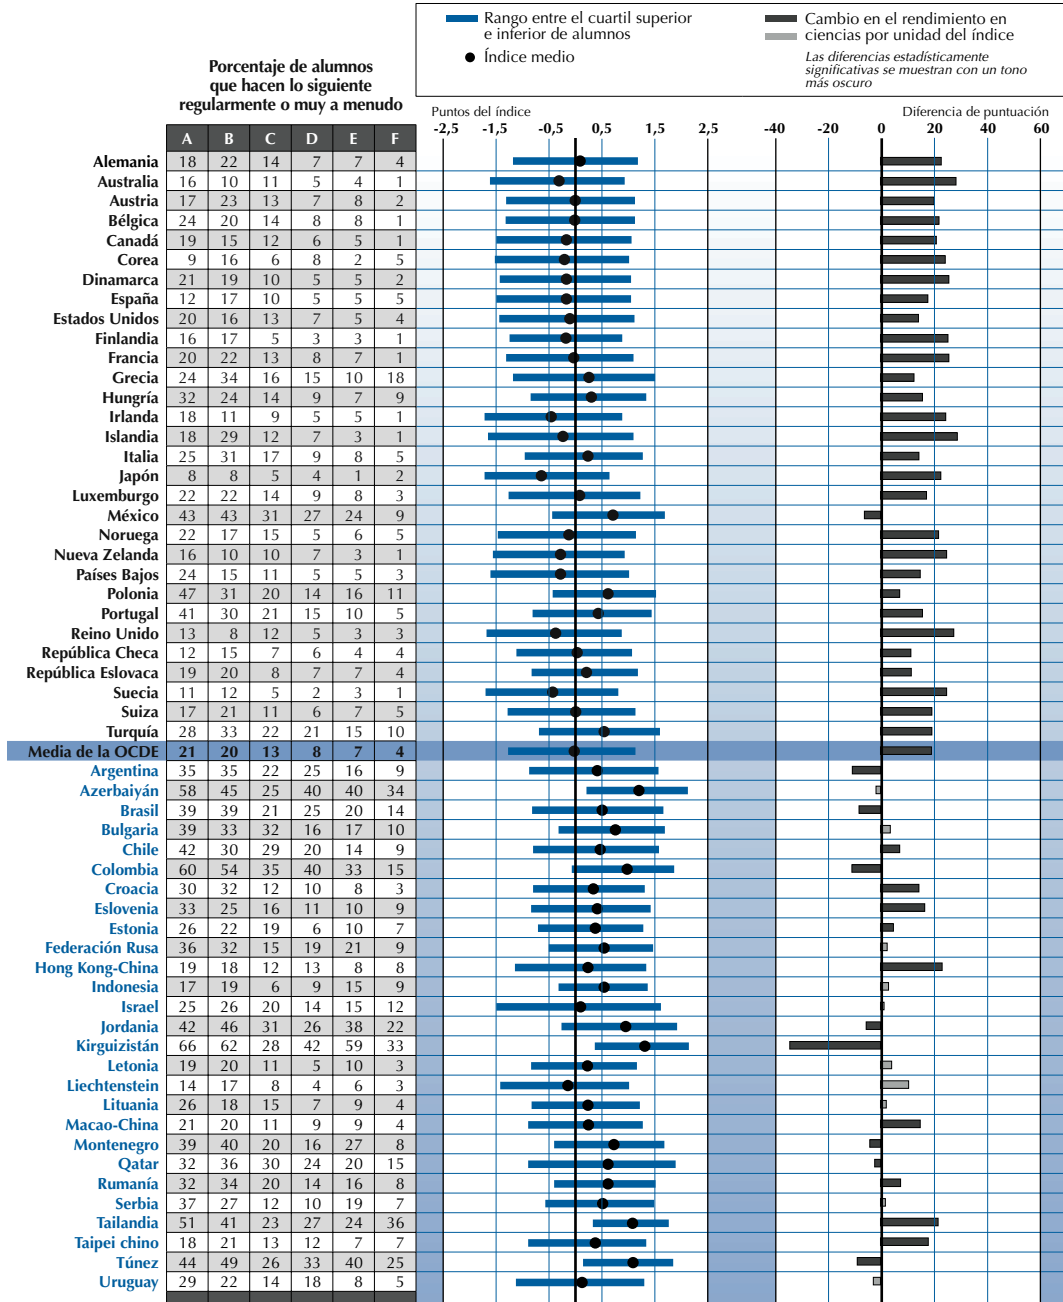 Rango entre el cuartil superior
e inferior de alumnos
Índice medio
Cambio en el rendimiento en
ciencias por unidad del índice
Las diferencias estadísticamente
significativas se muestran con un tono
más oscuro
Porcentaje de alumnos
que hacen lo siguiente
regularmente o muy a menudo
Puntos del índice
Diferencia de puntuación
-2,5 -1,5 -0,5 0,5 1,5 2,5 -40 -20 0 20 40 60
A B C D E F
Alemania 18 22 14 7 7 4
Australia 16 10 11 5 4 1
Austria 17 23 13 7 8 2
Bélgica 24 20 14 8 8 1
Canadá 19 15 12 6 5 1
Corea 9 16 6 8 2 5
Dinamarca 21 19 10 5 5 2
España 12 17 10 5 5 5
Estados Unidos 20 16 13 7 5 4
Finlandia 16 17 5 3 3 1
Francia 20 22 13 8 7 1
Grecia 24 34 16 15 10 18
Hungría 32 24 14 9 7 9
Irlanda 18 11 9 5 5 1
Islandia 18 29 12 7 3 1
Italia 25 31 17 9 8 5
Japón 8 8 5 4 1 2
Luxemburgo 22 22 14 9 8 3
México 43 43 31 27 24 9
Noruega 22 17 15 5 6 5
Nueva Zelanda 16 10 10 7 3 1
Países Bajos 24 15 11 5 5 3
Polonia 47 31 20 14 16 11
Portugal 41 30 21 15 10 5
Reino Unido 13 8 12 5 3 3
República Checa 12 15 7 6 4 4
República Eslovaca 19 20 8 7 7 4
Suecia 11 12 5 2 3 1
Suiza 17 21 11 6 7 5
Turquía 28 33 22 21 15 10
Media de la OCDE 21 20 13 8 7 4
Argentina 35 35 22 25 16 9
Azerbaiyán 58 45 25 40 40 34
Brasil 39 39 21 25 20 14
Bulgaria 39 33 32 16 17 10
Chile 42 30 29 20 14 9
Colombia 60 54 35 40 33 15
Croacia 30 32 12 10 8 3
Eslovenia 33 25 16 11 10 9
Estonia 26 22 19 6 10 7
Federación Rusa 36 32 15 19 21 9
Hong Kong-China 19 18 12 13 8 8
Indonesia 17 19 6 9 15 9
Israel 25 26 20 14 15 12
Jordania 42 46 31 26 38 22
Kirguizistán 66 62 28 42 59 33
Letonia 19 20 11 5 10 3
Liechtenstein 14 17 8 4 6 3
Lituania 26 18 15 7 9 4
Macao-China 21 20 11 9 9 4
Montenegro 39 40 20 16 27 8
Qatar 32 36 30 24 20 15
Rumanía 32 34 20 14 16 8
Serbia 37 27 12 10 19 7
Tailandia 51 41 23 27 24 36
Taipei chino 18 21 13 12 7 7
Túnez 44 49 26 33 40 25
Uruguay 29 22 14 18 8 5